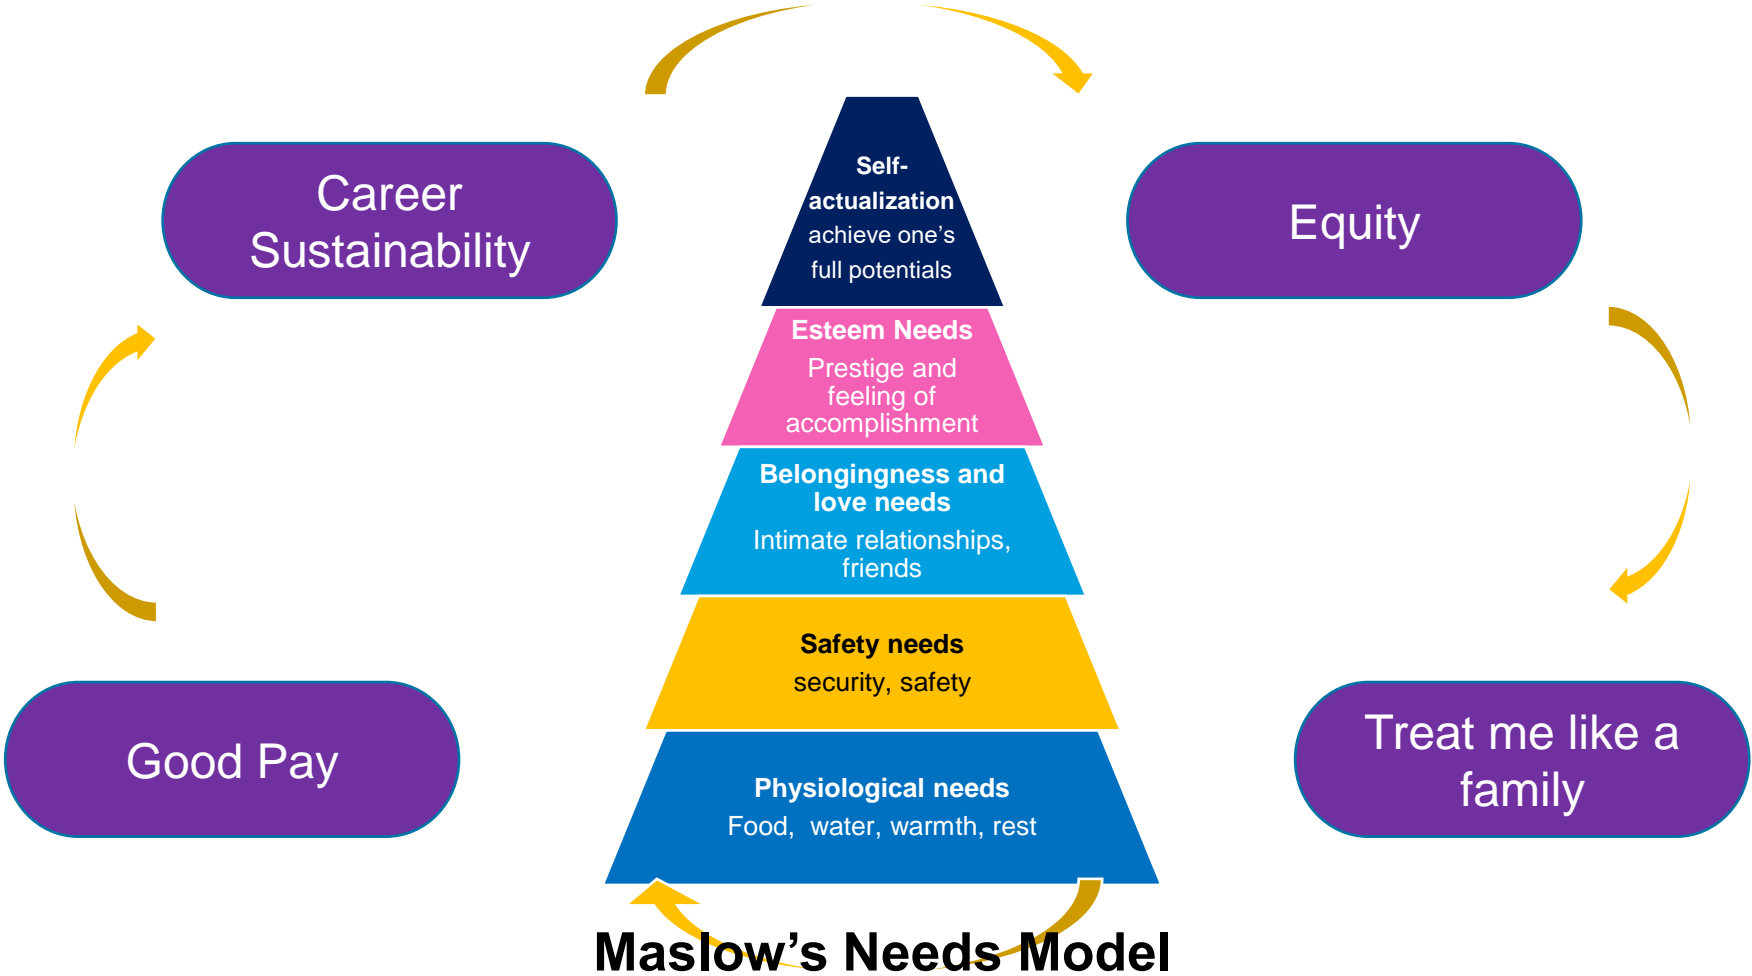 Career
Sustainability
Equity
Self-
actualization
achieve one’s
full potentials
Esteem Needs
Prestige and
feeling of
accomplishment
Belongingness and
love needs
Intimate relationships,
friends
Safety needs
security, safety
Good Pay
Treat me like a
family
Physiological needs
Food,  water, warmth, rest
Maslow’s Needs Model